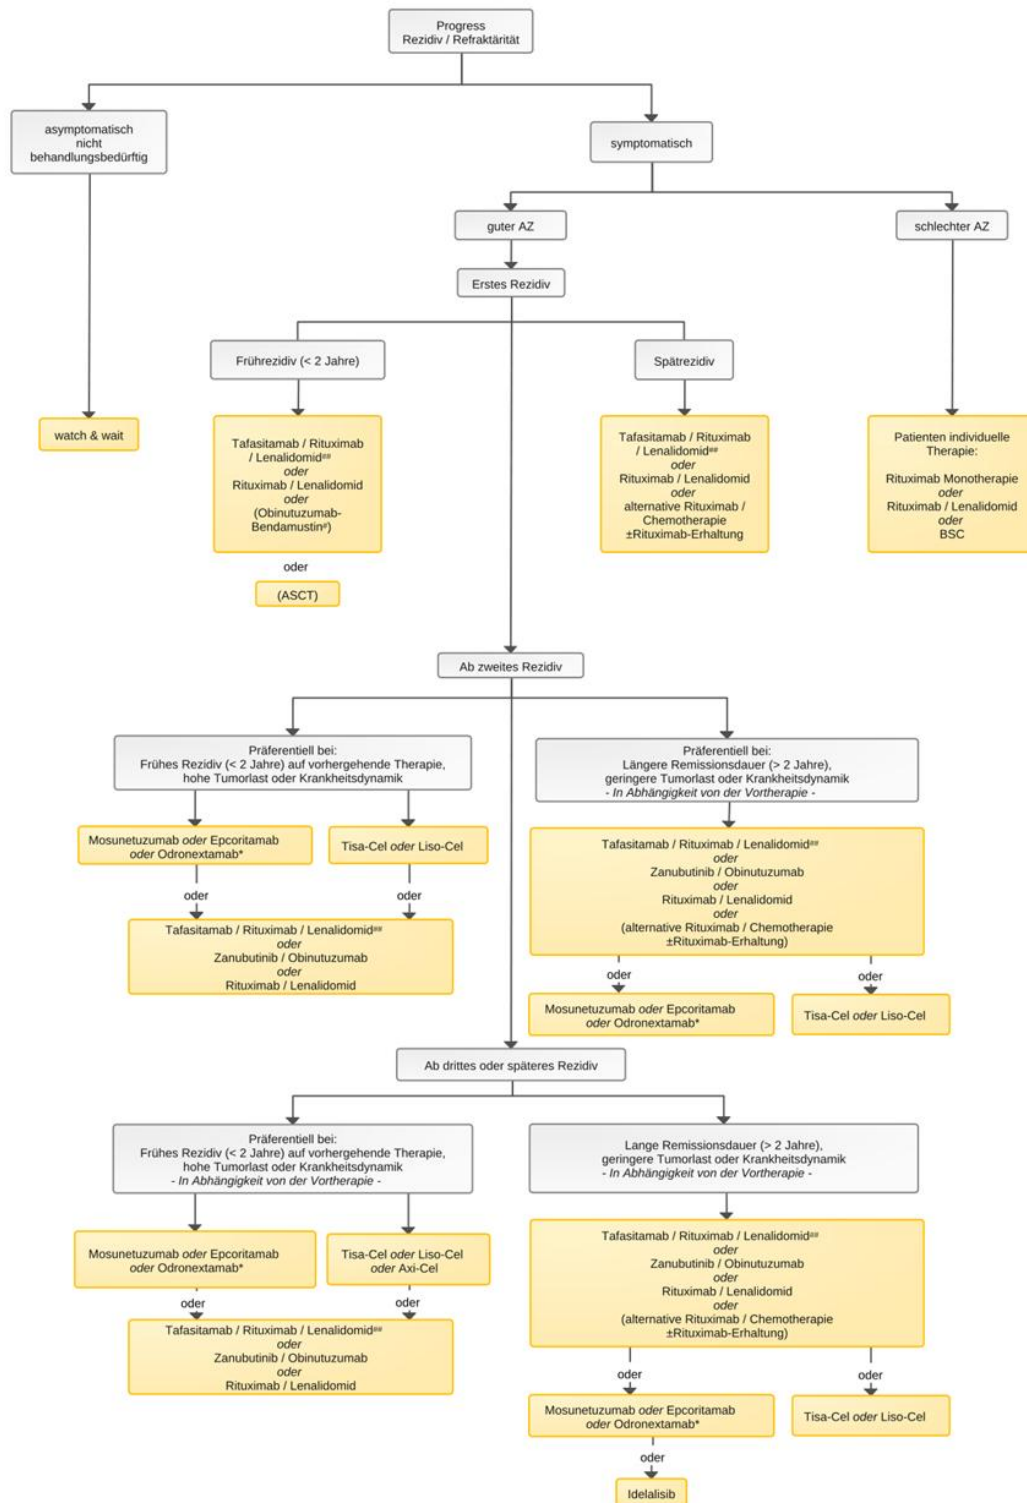 Progress
Rezidiv / Refraktärität
asymptomatisch
nicht
behandlungsbedürftig
symptomatisch
guter AZ
schlechter AZ
Erstes Rezidiv
Frührezidiv (< 2 Jahre)
Spätrezidiv
watch & wait
Tafasitamab / Rituximab
/ Lenalidomid##
oder
Rituximab / Lenalidomid
oder
(Obinutuzumab-
Bendamustin#)
oder
(ASCT)
Tafasitamab / Rituximab
/ Lenalidomid##
oder
Rituximab / Lenalidomid
oder
alternative Rituximab /
Chemotherapie
±Rituximab-Erhaltung
Patienten individuelle
Therapie:
Rituximab Monotherapie
oder
Rituximab / Lenalidomid
oder
BSC
Ab zweites Rezidiv
Präferentiell bei:
Frühes Rezidiv (< 2 Jahre) auf vorhergehende Therapie,
hohe Tumorlast oder Krankheitsdynamik
Präferentiell bei:
Längere Remissionsdauer (> 2 Jahre),
geringere Tumorlast oder Krankheitsdynamik
- In Abhängigkeit von der Vortherapie -
Mosunetuzumab oder Epcoritamab
oder Odronextamab*
Tisa-Cel oder Liso-Cel
oder
oder
Tafasitamab / Rituximab / Lenalidomid##
oder
Zanubutinib / Obinutuzumab
oder
Rituximab / Lenalidomid
Tafasitamab / Rituximab / Lenalidomid##
oder
Zanubutinib / Obinutuzumab
oder
Rituximab / Lenalidomid
oder
(alternative Rituximab / Chemotherapie
±Rituximab-Erhaltung)
oder
oder
Mosunetuzumab oder Epcoritamab
oder Odronextamab*
Tisa-Cel oder Liso-Cel
Ab drittes oder späteres Rezidiv
Präferentiell bei:
Frühes Rezidiv (< 2 Jahre) auf vorhergehende Therapie,
hohe Tumorlast oder Krankheitsdynamik
- In Abhängigkeit von der Vortherapie -
Lange Remissionsdauer (> 2 Jahre),
geringere Tumorlast oder Krankheitsdynamik
- In Abhängigkeit von der Vortherapie -
Mosunetuzumab oder Epcoritamab
oder Odronextamab*
Tisa-Cel oder Liso-Cel
oder Axi-Cel
oder
oder
Tafasitamab / Rituximab / Lenalidomid##
oder
Zanubutinib / Obinutuzumab
oder
Rituximab / Lenalidomid
Tafasitamab / Rituximab / Lenalidomid##
oder
Zanubutinib / Obinutuzumab
oder
Rituximab / Lenalidomid
oder
(alternative Rituximab / Chemotherapie
±Rituximab-Erhaltung)
oder
oder
Mosunetuzumab oder Epcoritamab
oder Odronextamab*
Tisa-Cel oder Liso-Cel
oder
Idelalisib